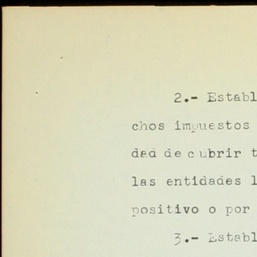 2.- Establ
chos impuestos
dad de cubrir t
las entidades l
positivo o por
3.- Establ